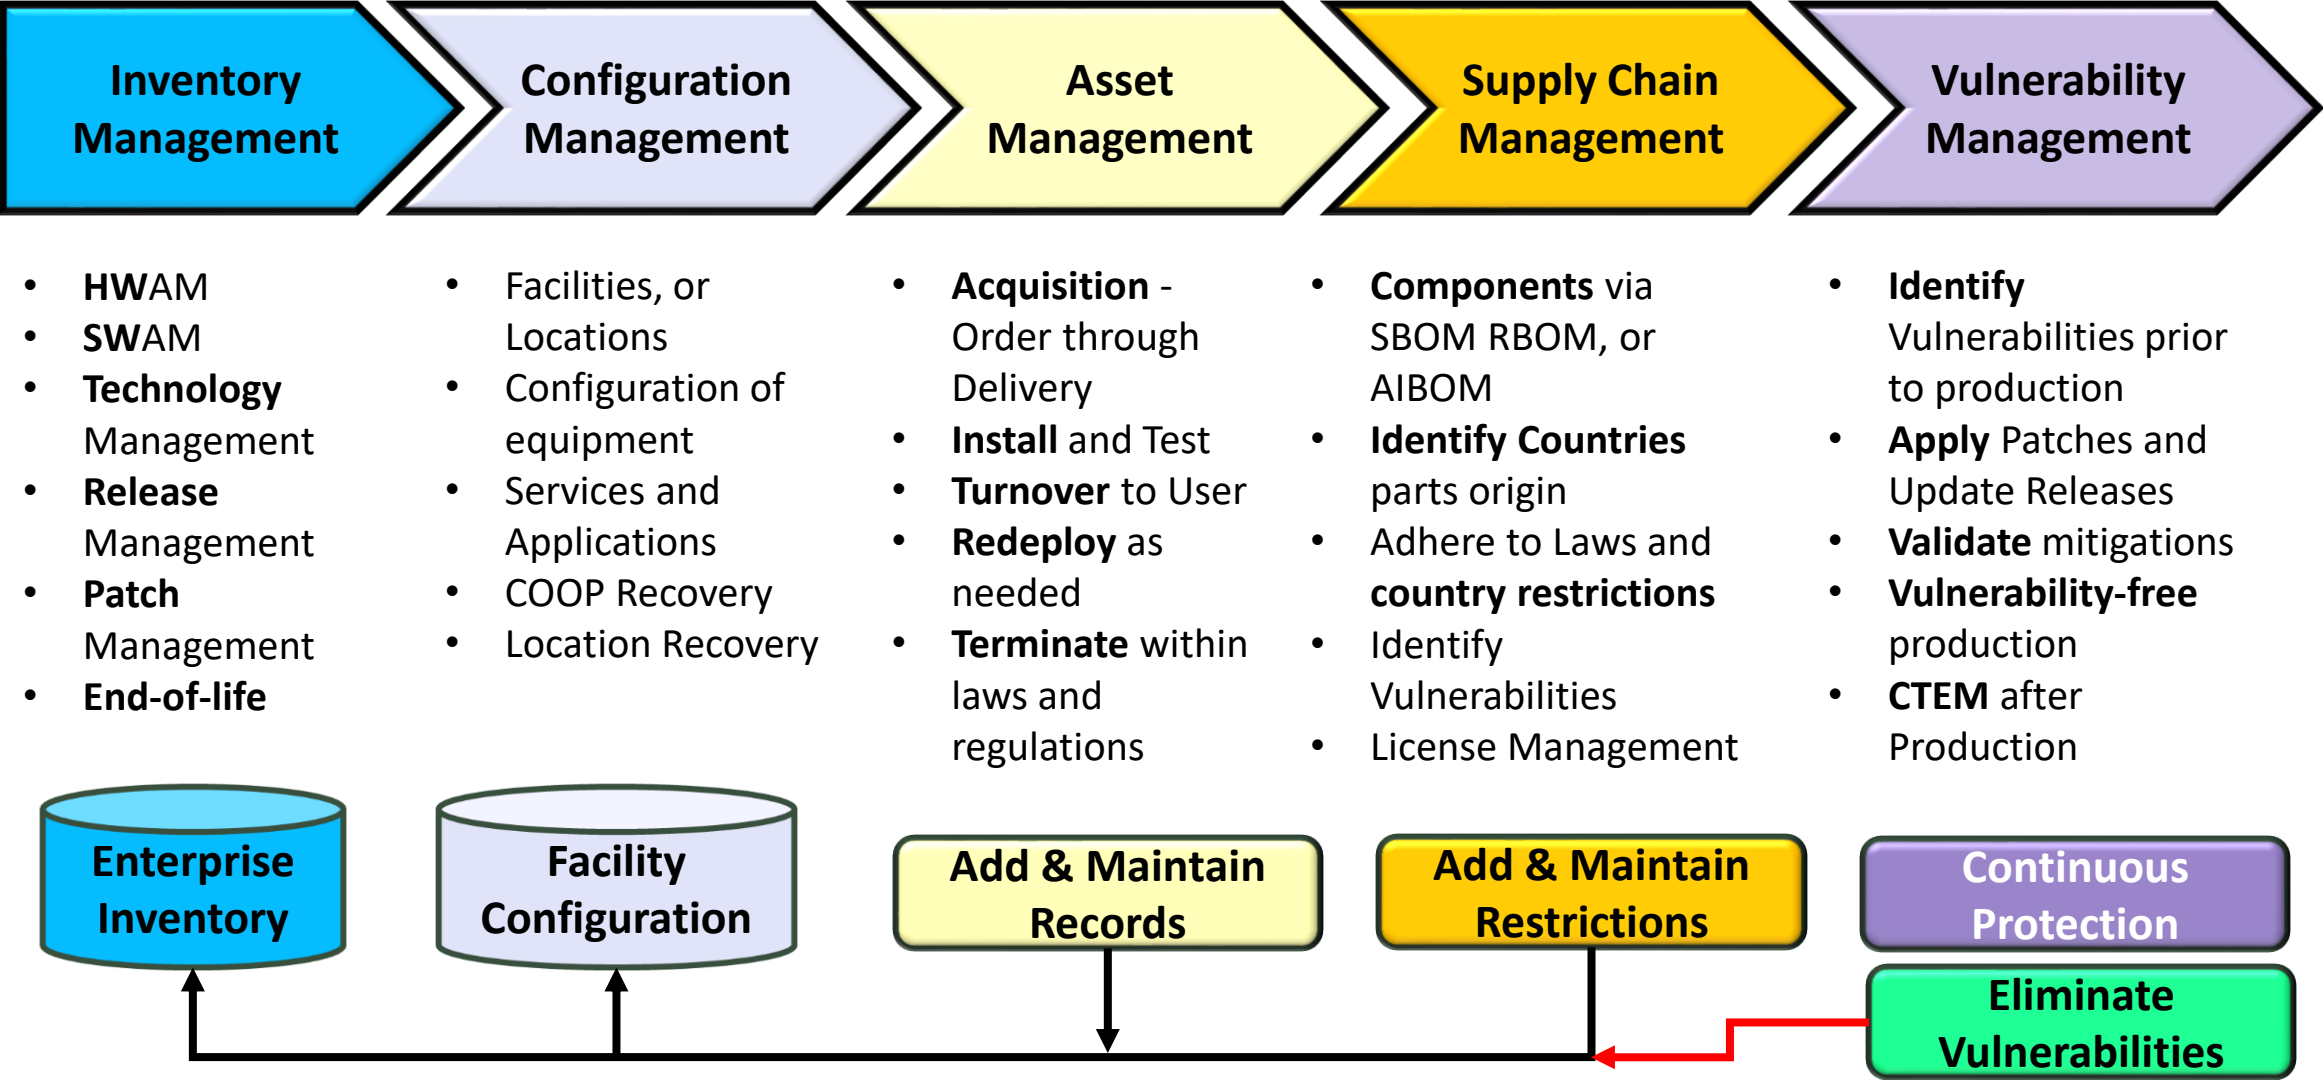 Inventory
Management
Configuration
Management
Asset
Management
Supply Chain
Management
Vulnerability
Management
• HWAM
• SWAM
• Technology
Management
• Release
Management
• Patch
Management
• End-of-life
• Facilities, or
Locations
• Configuration of
equipment
• Services and
Applications
• COOP Recovery
• Location Recovery
• Acquisition -
Order through
Delivery
• Install and Test
• Turnover to User
• Redeploy as
needed
• Terminate within
laws and
regulations
• Components via
SBOM RBOM, or
AIBOM
• Identify Countries
parts origin
• Adhere to Laws and
country restrictions
• Identify
Vulnerabilities
• License Management
• Identify
Vulnerabilities prior
to production
• Apply Patches and
Update Releases
• Validate mitigations
• Vulnerability-free
production
• CTEM after
Production
Enterprise
Inventory
Facility
Configuration
Add & Maintain
Records
Add & Maintain
Restrictions
Continuous
Protection
Eliminate
Vulnerabilities